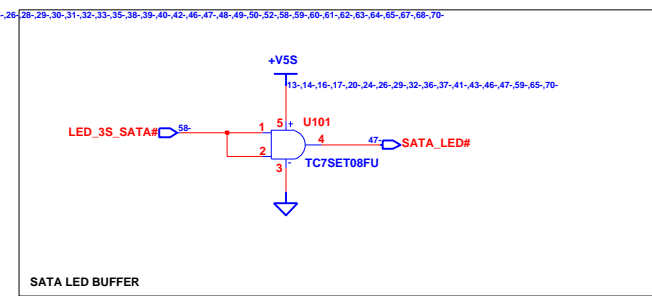 -,26-,28-,29-,30-,31-,32-,33-,35-,38-,39-,40-,42-,46-,47-,48-,49-,50-,52-,58-,59-,60-,61-,62-,63-,64-,65-,67-,68-,70-
+V5S
13-,14-,16-,17-,20-,24-,26-,29-,32-,36-,37-,41-,43-,46-,47-,59-,65-,70-
5 + U101
LED_3S_SATA# 58- 1 4 47- SATA_LED#
2
3 - TC7SET08FU
SATA LED BUFFER